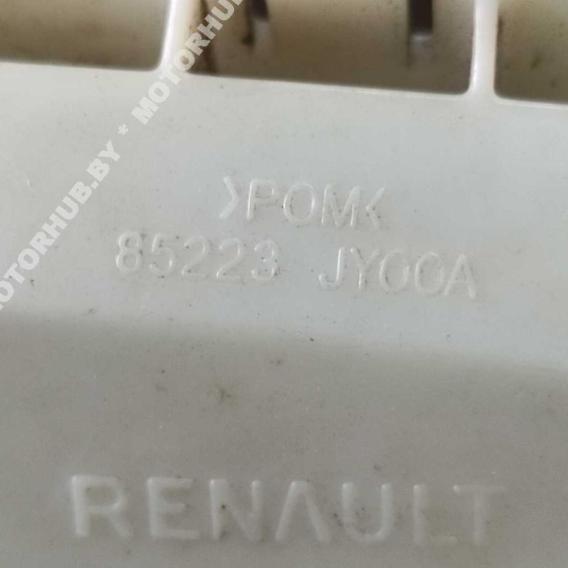 MOTORHUB.BY * MOTORHUB
>POM<
85223 JY00A
RENAULT